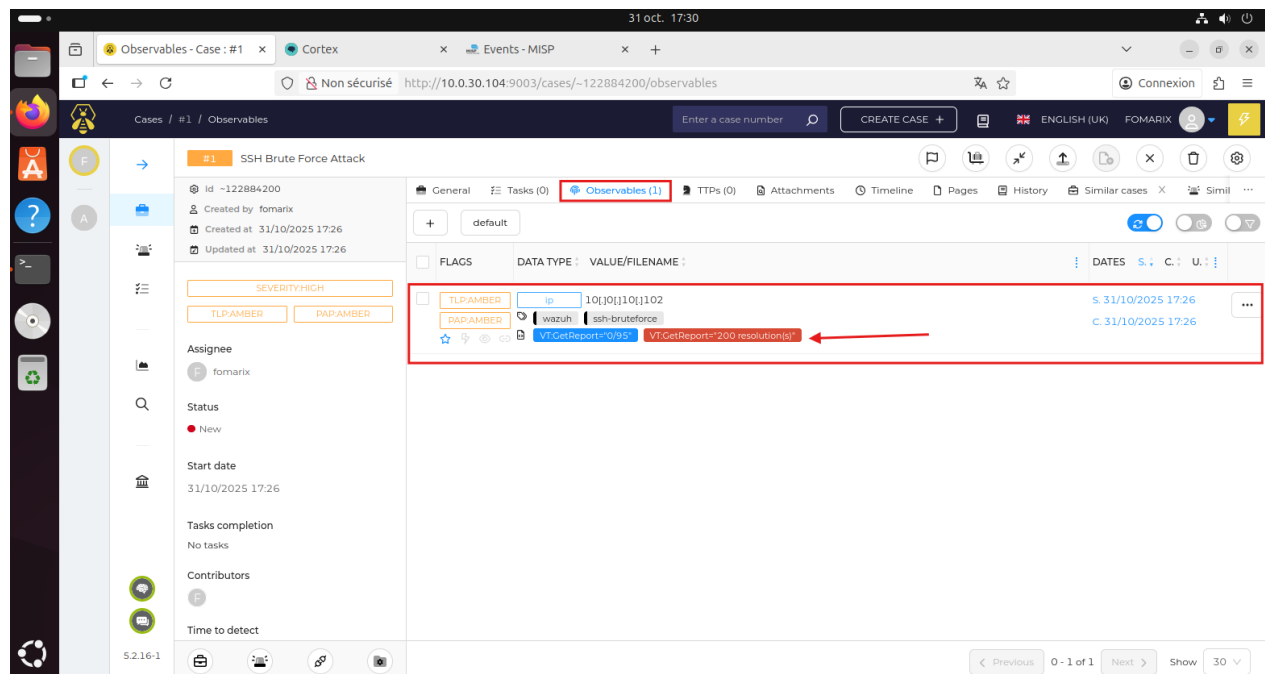 31 oct. 17:30
Observables - Case : #1
Cortex
Events - MISP
Non sécurisé
http://10.0.30.104:9003/cases/~122884200/observables
Connexion
Cases / #1 / Observables
Enter a case number
CREATE CASE +
ENGLISH (UK)
FOMARIX
F
A
#1 SSH Brute Force Attack
Id ~122884200
Created by fomarix
Created at 31/10/2025 17:26
Updated at 31/10/2025 17:26
SEVERITY:HIGH
TLP:AMBER
PAP:AMBER
Assignee
F fomarix
Status
New
Start date
31/10/2025 17:26
Tasks completion
No tasks
Contributors
F
Time to detect
5.2.16-1
General
Tasks (0)
Observables (1)
TTPs (0)
Attachments
Timeline
Pages
History
Similar cases
Simil
+ default
FLAGS DATA TYPE VALUE/FILENAME DATES S. C. U.
TLP:AMBER ip 10[.]0[.]10[.]102 S. 31/10/2025 17:26
PAP:AMBER wazuh ssh-bruteforce C. 31/10/2025 17:26
VT:GetReport="0/95" VT:GetReport="200 resolution(s)"
Previous 0 - 1 of 1 Next Show 30